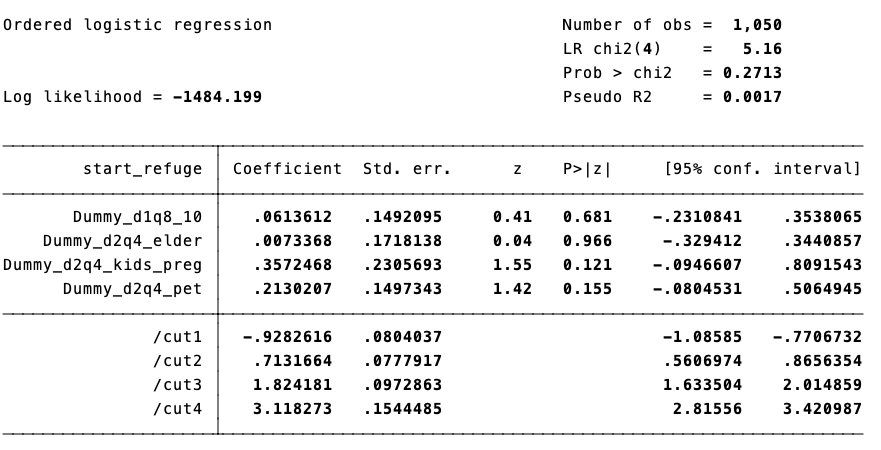 Ordered logistic regression Number of obs = 1,050
LR chi2(4) = 5.16
Prob > chi2 = 0.2713
Log likelihood = -1484.199 Pseudo R2 = 0.0017
start_refuge Coefficient Std. err. z P>|z| [95% conf. interval]
Dummy_d1q8_10 .0613612 .1492095 0.41 0.681 -.2310841 .3538065
Dummy_d2q4_elder .0073368 .1718138 0.04 0.966 -.329412 .3440857
Dummy_d2q4_kids_preg .3572468 .2305693 1.55 0.121 -.0946607 .8091543
Dummy_d2q4_pet .2130207 .1497343 1.42 0.155 -.0804531 .5064945
/cut1 -.9282616 .0804037 -1.08585 -.7706732
/cut2 .7131664 .0777917 .5606974 .8656354
/cut3 1.824181 .0972863 1.633504 2.014859
/cut4 3.118273 .1544485 2.81556 3.420987